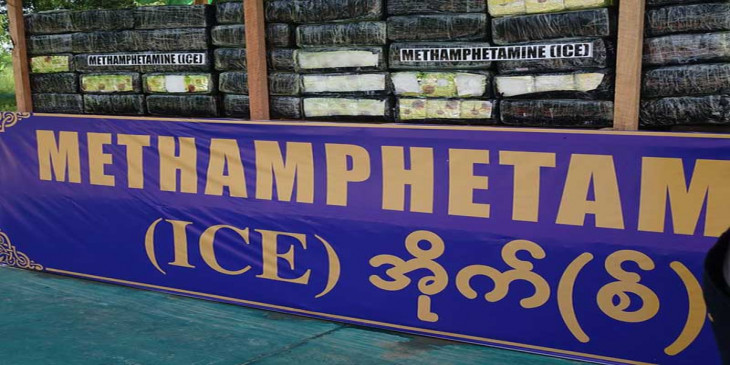 METHAMPHETAMINE (ICE)
METHAMPHETAMINE (ICE)
METHAMPHETAM
(ICE) အိုက်(စ်)